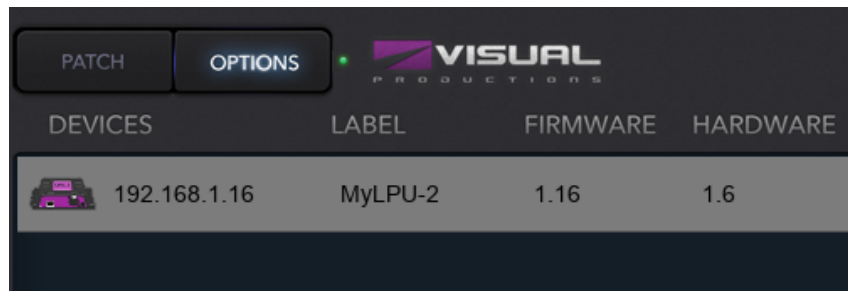 PATCH OPTIONS VISUAL
PRODUCTIONS
DEVICES LABEL FIRMWARE HARDWARE
192.168.1.16 MyLPU-2 1.16 1.6